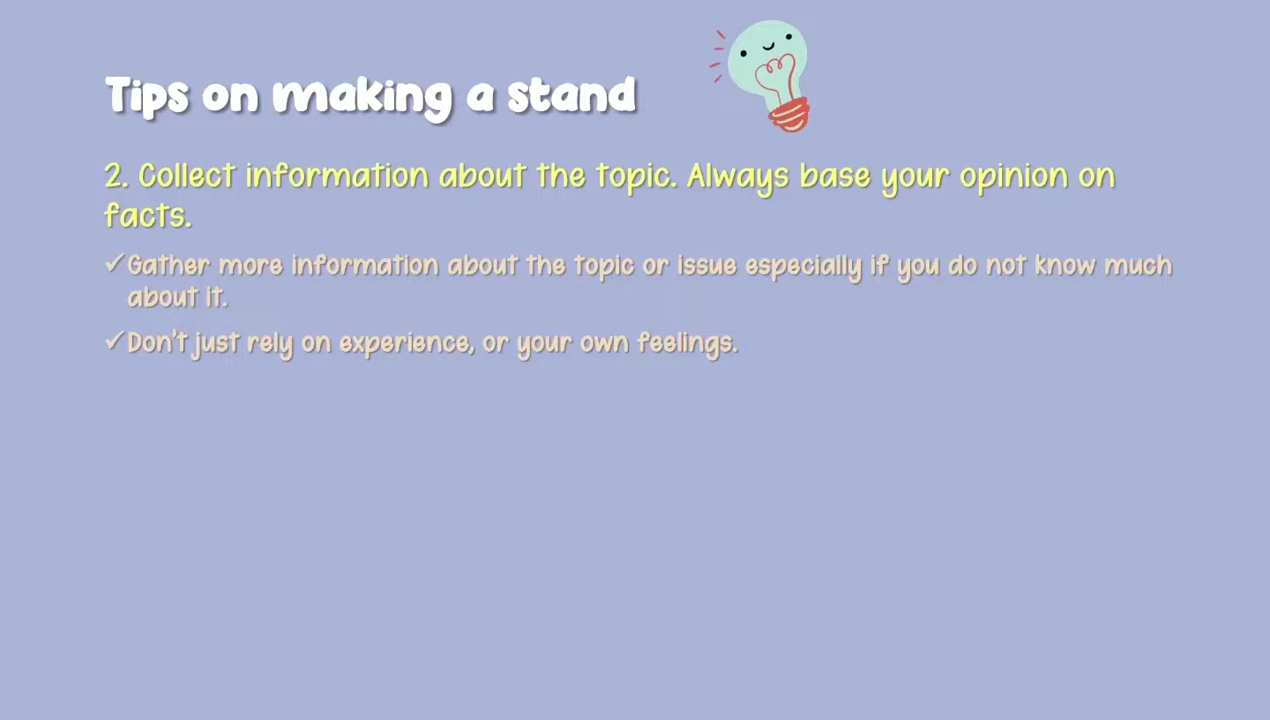 Tips on making a stand
2. Collect information about the topic. Always base your opinion on
facts.
✓Gather more information about the topic or issue especially if you do not know much
about it.
✓Don't just rely on experience, or your own feelings.